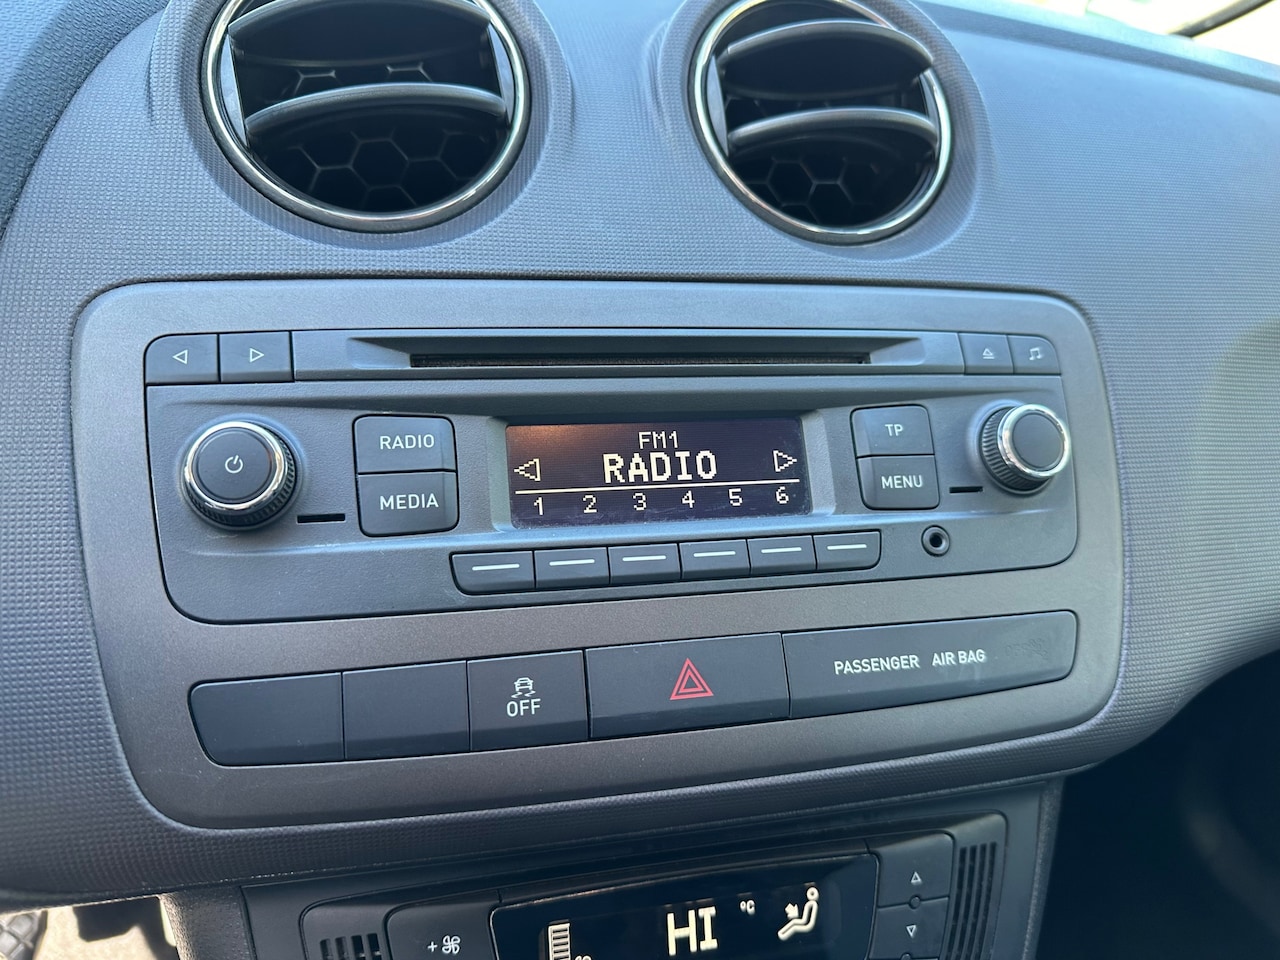 FM1
RADIO
RADIO
1 2 3 4 5 6
MEDIA
TP
MENU
OFF
PASSENGER AIR BAG
HI °C
+